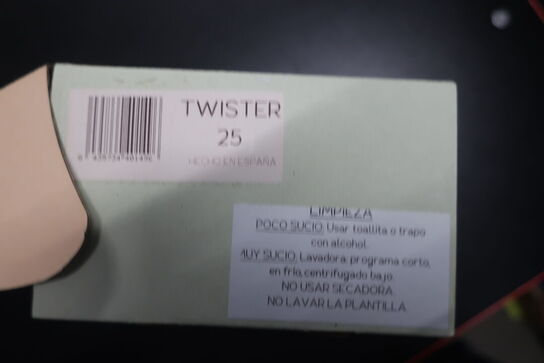 TWISTER
25
HECHO EN ESPAÑA
LIMPIEZA
POCO SUCIO: Usar toallita o trapo
con alcohol.
MUY SUCIO: Lavadora: programa corto,
en frío, centrifugado bajo.
NO USAR SECADORA.
NO LAVAR LA PLANTILLA.